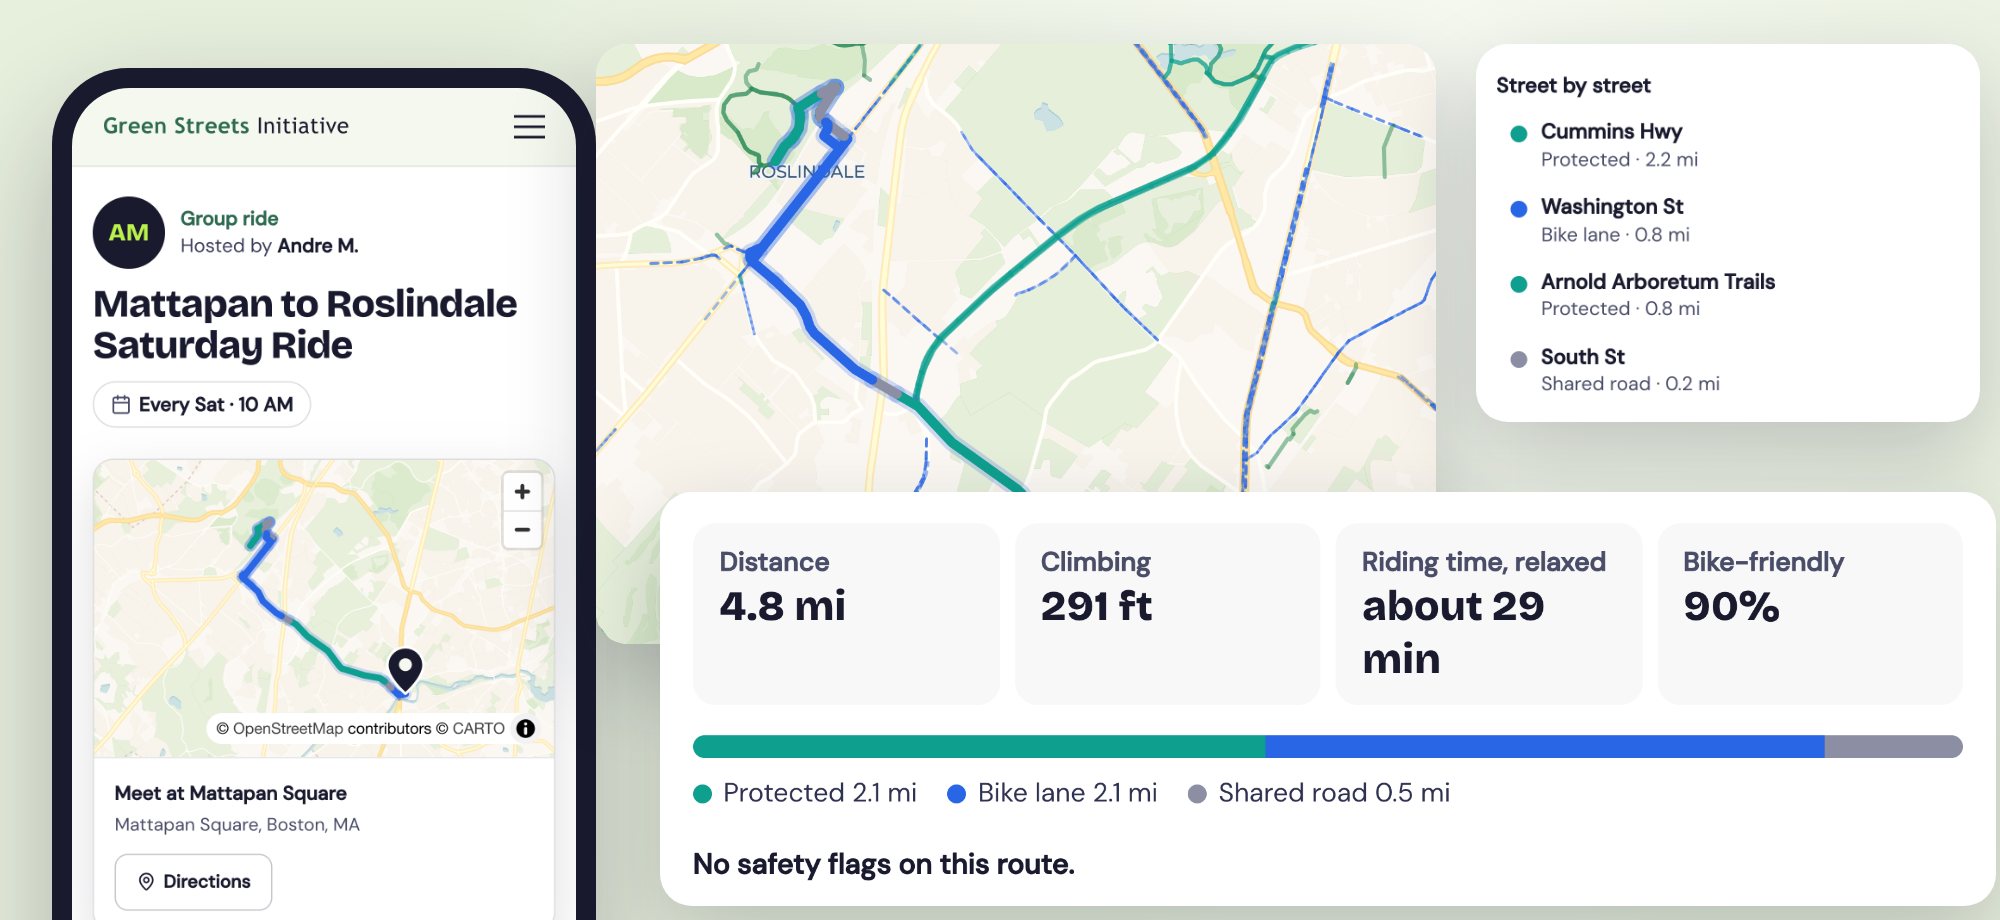 Green Streets Initiative
AM
Group ride
Hosted by Andre M.
Mattapan to Roslindale
Saturday Ride
Every Sat · 10 AM
+
−
© OpenStreetMap contributors © CARTO
Meet at Mattapan Square
Mattapan Square, Boston, MA
Directions
ROSLINDALE
Street by street
Cummins Hwy
Protected · 2.2 mi
Washington St
Bike lane · 0.8 mi
Arnold Arboretum Trails
Protected · 0.8 mi
South St
Shared road · 0.2 mi
Distance
4.8 mi
Climbing
291 ft
Riding time, relaxed
about 29
min
Bike-friendly
90%
Protected 2.1 mi
Bike lane 2.1 mi
Shared road 0.5 mi
No safety flags on this route.